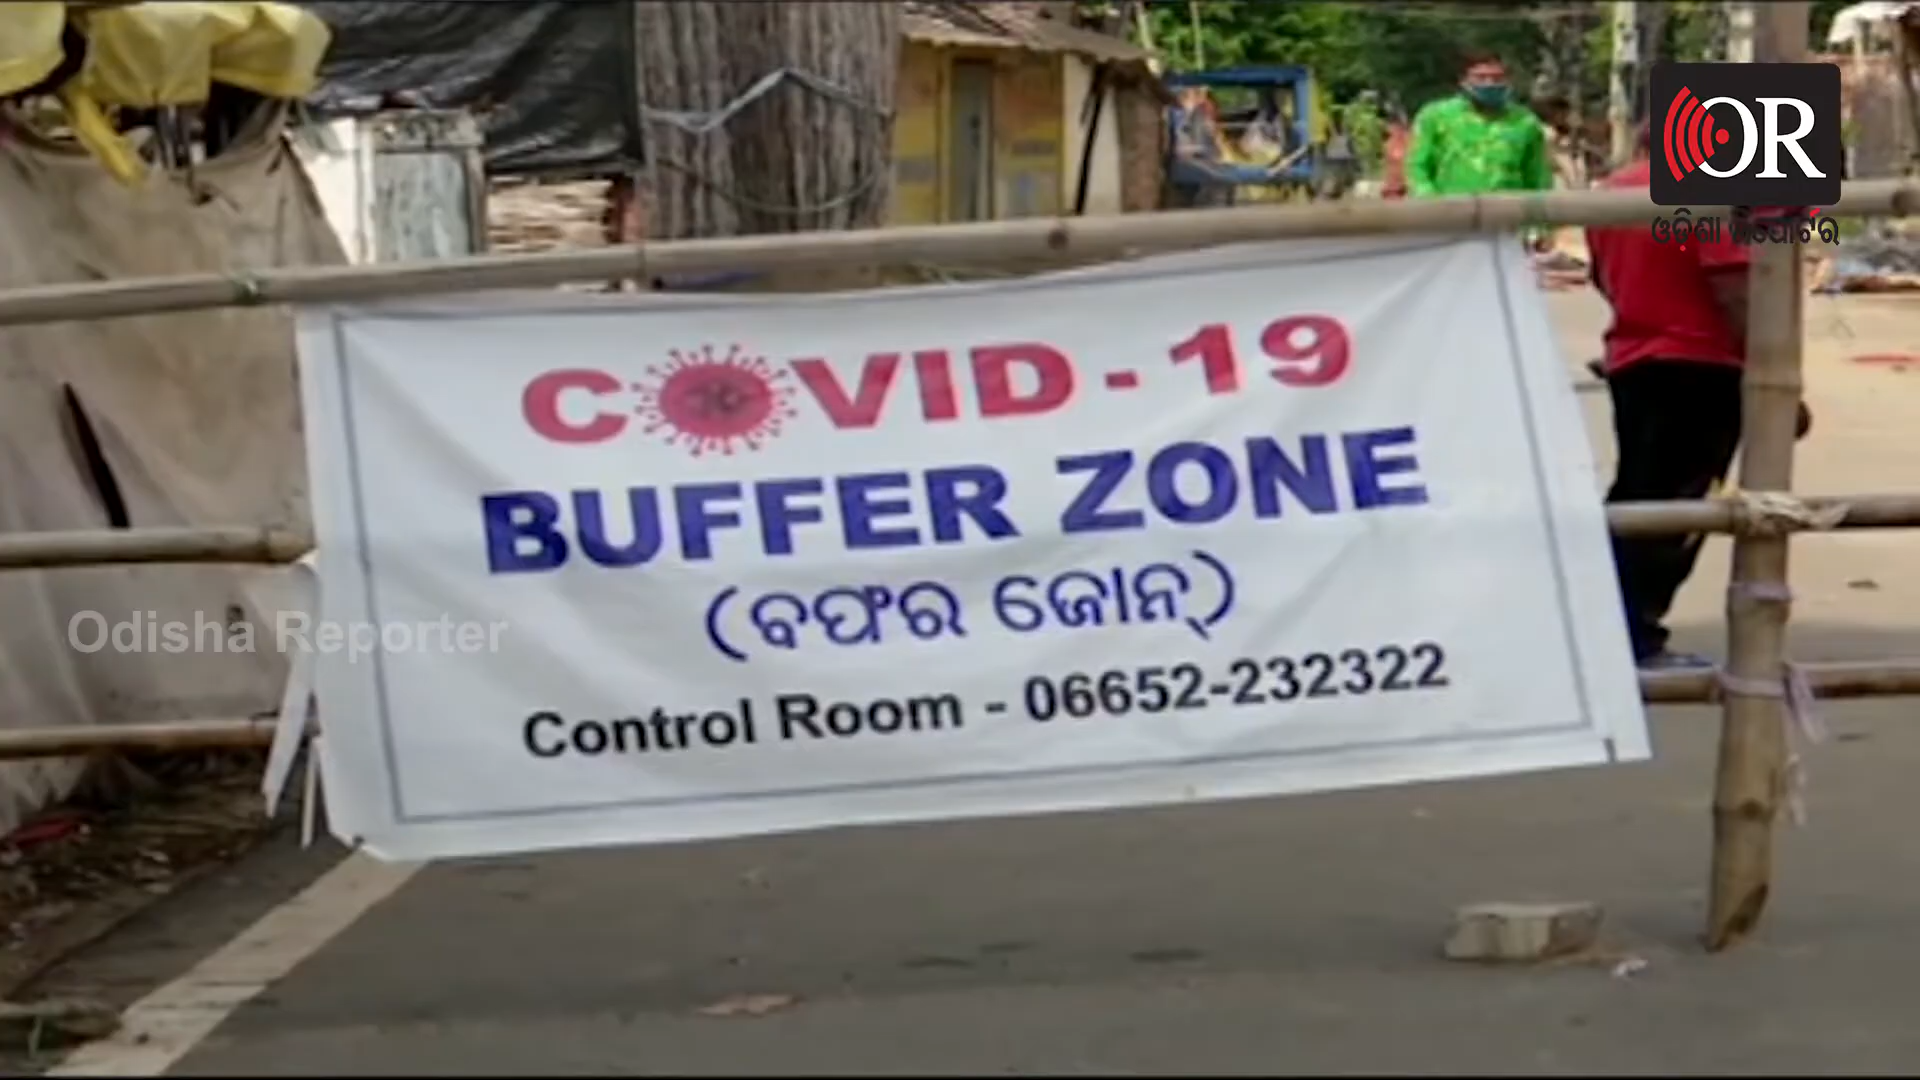 OR
ଓଡ଼ିଶା ରିପୋର୍ଟର
COVID-19
BUFFER ZONE
(ବଫର ଜୋନ୍)
Odisha Reporter
Control Room - 06652-232322